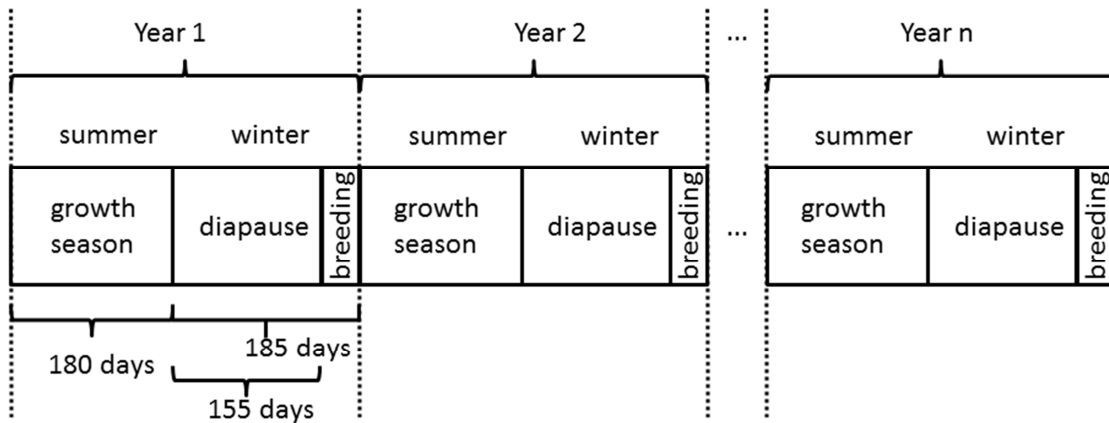 Year 1
Year 2
...
Year n
summer
winter
summer
winter
summer
winter
growth
season
diapause
breeding
growth
season
diapause
breeding
...
growth
season
diapause
breeding
180 days
185 days
155 days